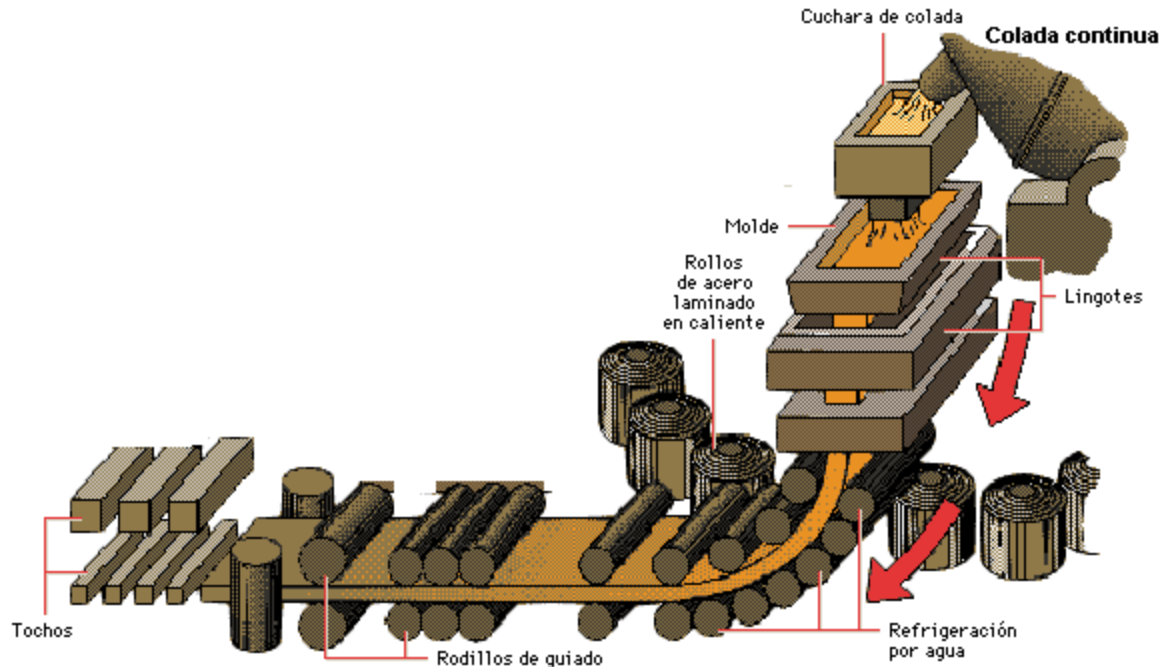 Cuchara de colada
Colada continua
Molde
Rollos
de acero
laminado
en caliente
Lingotes
Tochos
Rodillos de guiado
Refrigeración
por agua